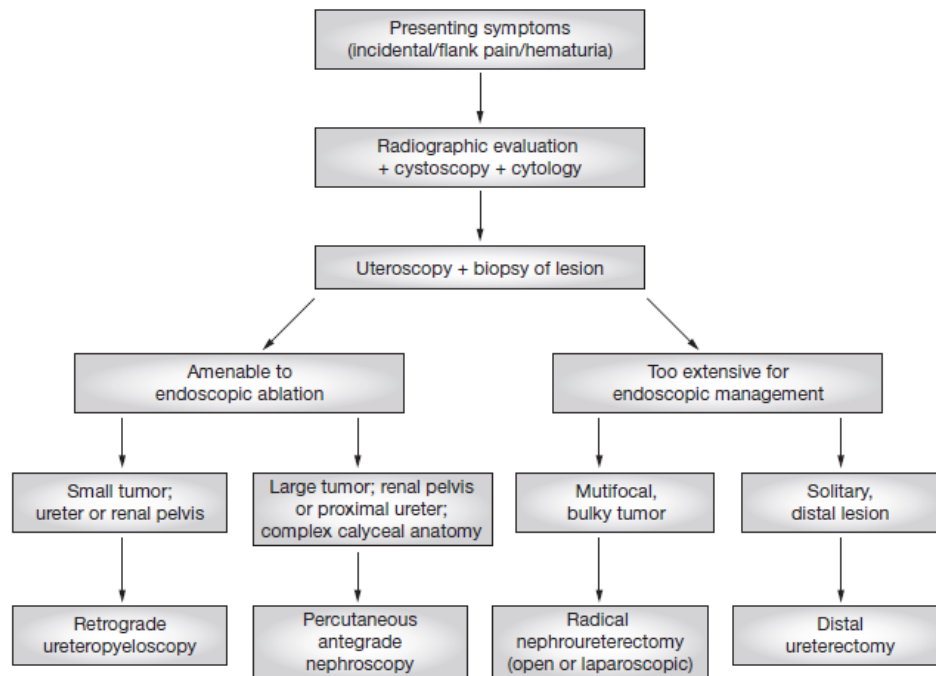 Presenting symptoms
(incidental/flank pain/hematuria)
Radiographic evaluation
+ cystoscopy + cytology
Uteroscopy + biopsy of lesion
Amenable to
endoscopic ablation
Too extensive for
endoscopic management
Small tumor;
ureter or renal pelvis
Large tumor; renal pelvis
or proximal ureter;
complex calyceal anatomy
Mutifocal,
bulky tumor
Solitary,
distal lesion
Retrograde
ureteropyeloscopy
Percutaneous
antegrade
nephroscopy
Radical
nephroureterectomy
(open or laparoscopic)
Distal
ureterectomy